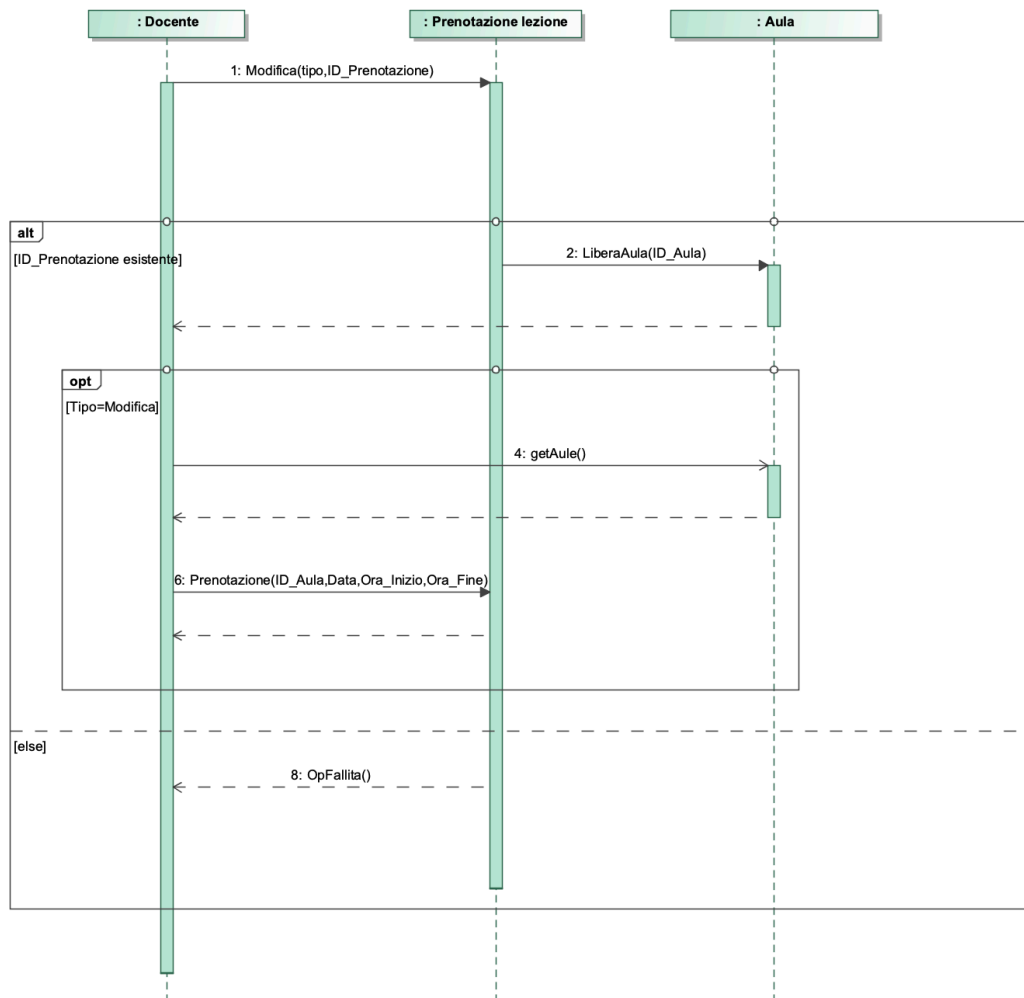 : Docente
: Prenotazione lezione
: Aula
1: Modifica(tipo,ID_Prenotazione)
alt
[ID_Prenotazione esistente]
2: LiberaAula(ID_Aula)
opt
[Tipo=Modifica]
4: getAule()
6: Prenotazione(ID_Aula,Data,Ora_Inizio,Ora_Fine)
[else]
8: OpFallita()